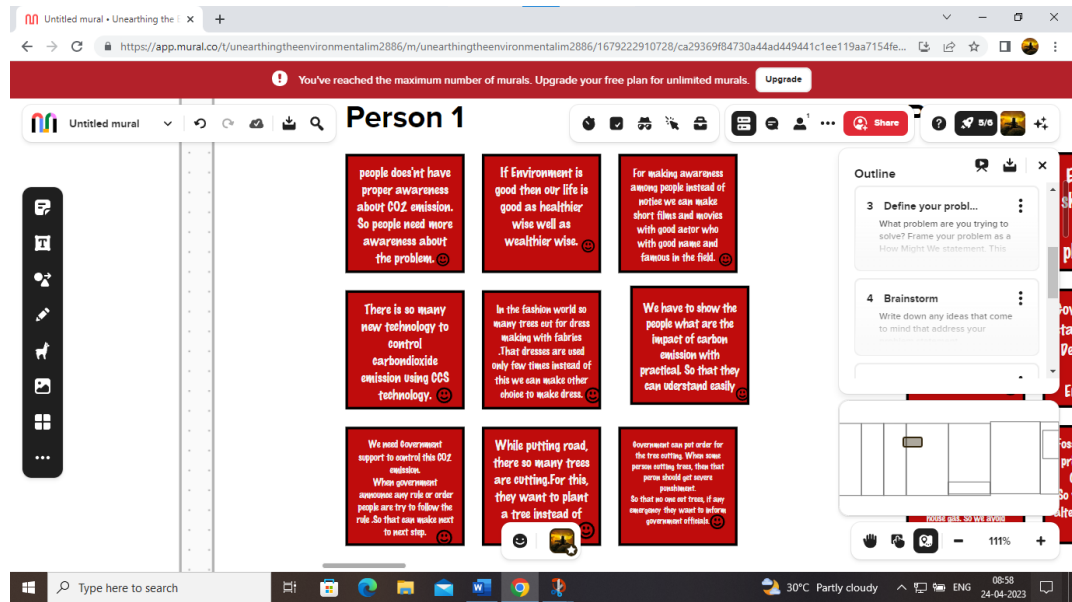 Untitled mural • Unearthing the
https://app.mural.co/t/unearthingtheenvironmentalim2886/m/unearthingtheenvironmentalim2886/1679222910728/ca29369f84730a44ad449441c1ee119aa7154fe...
You've reached the maximum number of murals. Upgrade your free plan for unlimited murals.
Upgrade
Untitled mural
Share
5/6
Person 1
people does'nt have
proper awareness
about CO2 emission.
So people need more
awareness about
the problem.
If Environment is
good then our life is
good as healthier
wise well as
wealthier wise.
For making awareness
among people instead of
notice we can make
short films and movies
with good actor who
with good name and
famous in the field.
There is so many
new technology to
control
carbondioxide
emission using CCS
technology.
In the fashion world so
many trees cut for dress
making with fabries
.That dresses are used
only few times instead of
this we can make other
choice to make dress.
We have to show the
people what are the
impact of carbon
emission with
practical. So that they
can uderstand easily
We need Government
support to control this CO2
emission.
When government
announce any rule or order
people are try to follow the
rule .So that can make next
to next step.
While putting road,
there so many trees
are cutting.For this,
they want to plant
a tree instead of
Government can put order for
the tree cutting. When some
person cutting trees, then that
peron should get severe
punishment.
So that no one cut trees, if any
emergency they want to inform
government officials.
Outline
3 Define your probl...
What problem are you trying to
solve? Frame your problem as a
How Might We statement. This
4 Brainstorm
Write down any ideas that come
to mind that address your
house gas. So we avoid
111%
Type here to search
30°C Partly cloudy
ENG
08:58
24-04-2023